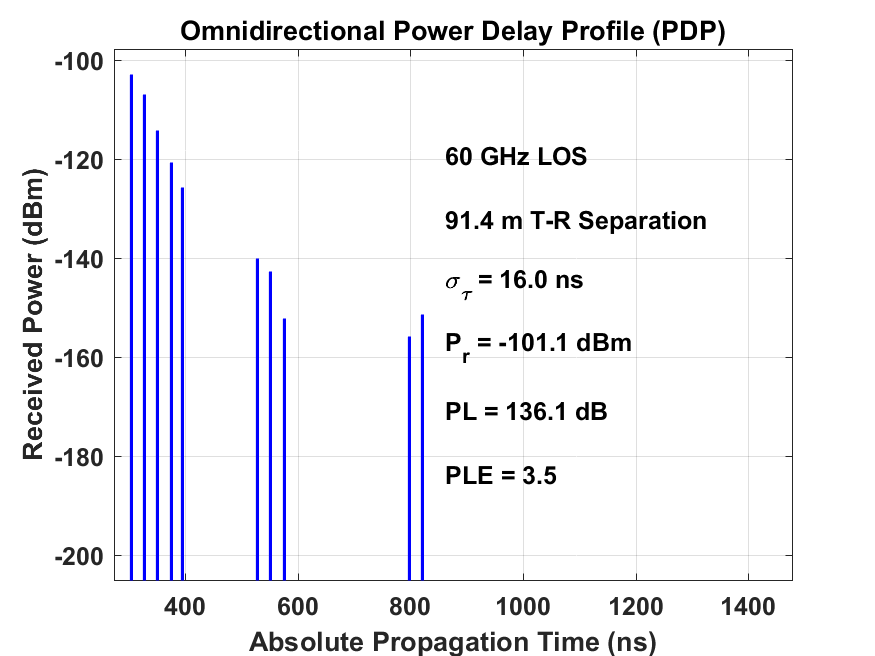 Omnidirectional Power Delay Profile (PDP)
-100
-120
-140
-160
-180
-200
Received Power (dBm)
60 GHz LOS
91.4 m T-R Separation
σ_τ = 16.0 ns
P_r = -101.1 dBm
PL = 136.1 dB
PLE = 3.5
400 600 800 1000 1200 1400
Absolute Propagation Time (ns)